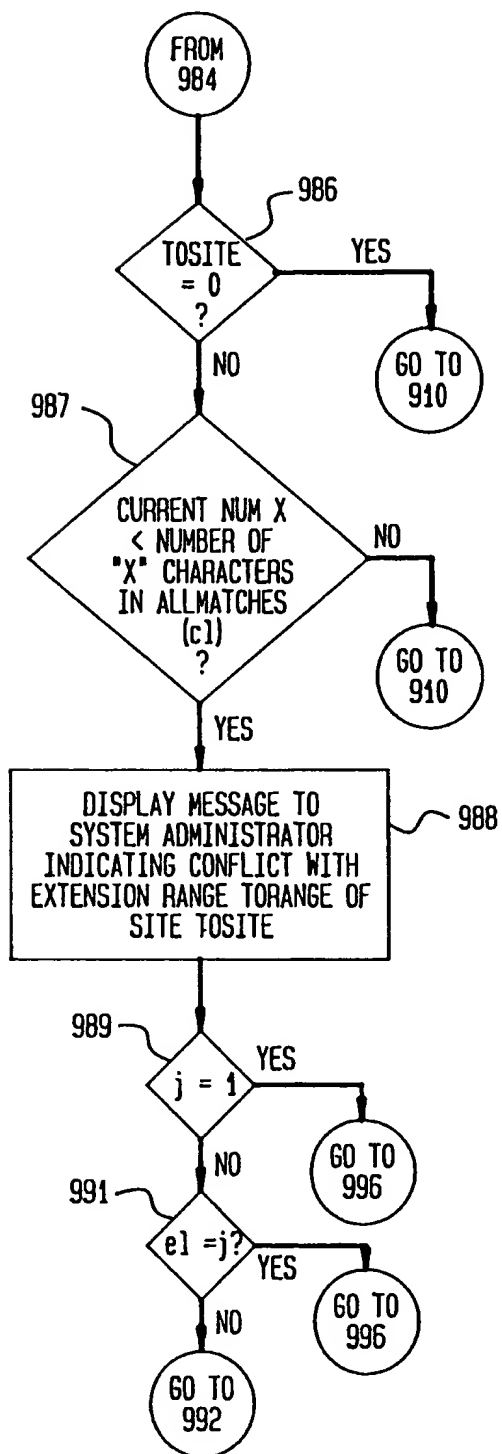 FROM
984
986
TOSITE
= 0
?
YES
GO TO
910
NO
987
CURRENT NUM X
< NUMBER OF
"X" CHARACTERS
IN ALLMATCHES
(cl)
?
NO
GO TO
910
YES
DISPLAY MESSAGE TO
SYSTEM ADMINISTRATOR
INDICATING CONFLICT WITH
EXTENSION RANGE TORANGE OF
SITE TOSITE
988
989
j = 1
YES
GO TO
996
NO
991
el =j?
YES
GO TO
996
NO
GO TO
992